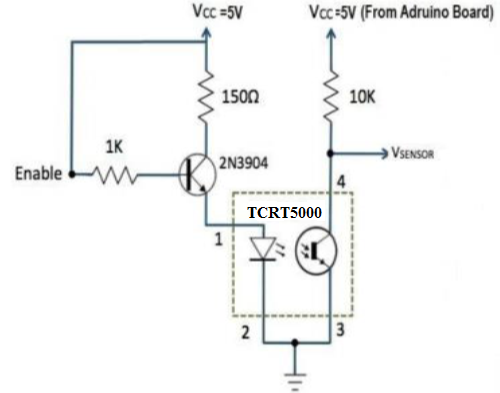 VCC =5V
VCC=5V (From Adruino Board)
150Ω
10K
1K
2N3904
Enable
VSENSOR
4
TCRT5000
1
2
3